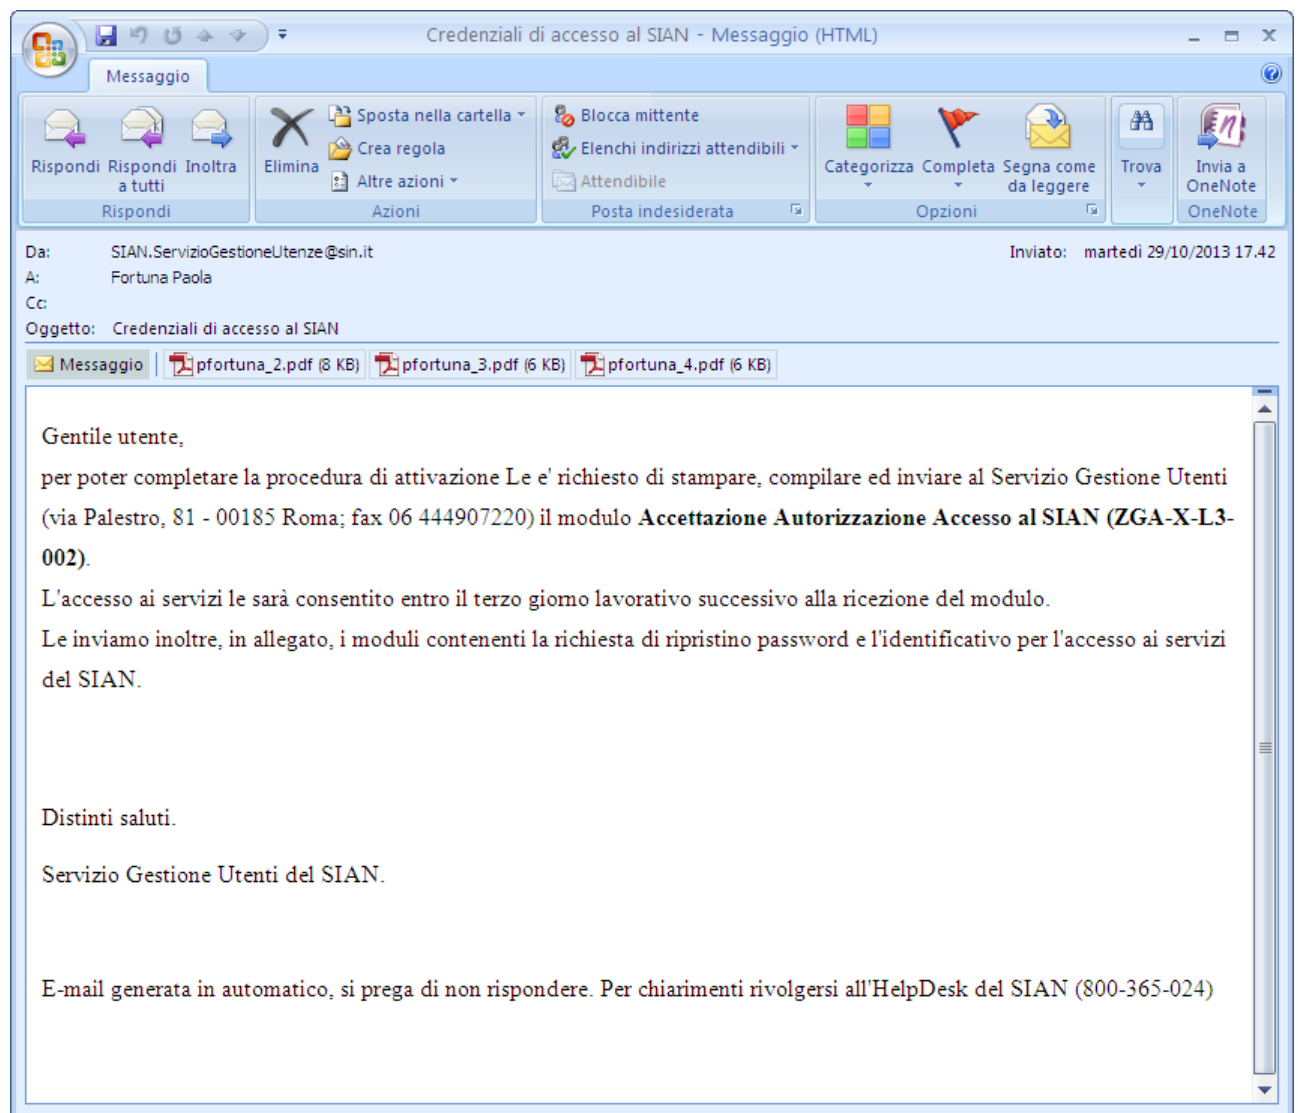 Credenziali di accesso al SIAN - Messaggio (HTML)
Messaggio
Rispondi Rispondi a tutti Inoltra
Elimina
Sposta nella cartella
Crea regola
Altre azioni
Blocca mittente
Elenchi indirizzi attendibili
Attendibile
Categorizza Completa Segna come da leggere
Trova
Invia a OneNote
Rispondi Azioni Posta indesiderata Opzioni OneNote
Da: SIAN.ServizioGestioneUtenze@sin.it Inviato: martedì 29/10/2013 17.42
A: Fortuna Paola
Cc:
Oggetto: Credenziali di accesso al SIAN
Messaggio pfortuna_2.pdf (8 KB) pfortuna_3.pdf (6 KB) pfortuna_4.pdf (6 KB)
Gentile utente,
per poter completare la procedura di attivazione Le e' richiesto di stampare, compilare ed inviare al Servizio Gestione Utenti
(via Palestro, 81 - 00185 Roma; fax 06 444907220) il modulo Accettazione Autorizzazione Accesso al SIAN (ZGA-X-L3-
002).
L'accesso ai servizi le sarà consentito entro il terzo giorno lavorativo successivo alla ricezione del modulo.
Le inviamo inoltre, in allegato, i moduli contenenti la richiesta di ripristino password e l'identificativo per l'accesso ai servizi
del SIAN.
Distinti saluti.
Servizio Gestione Utenti del SIAN.
E-mail generata in automatico, si prega di non rispondere. Per chiarimenti rivolgersi all'HelpDesk del SIAN (800-365-024)